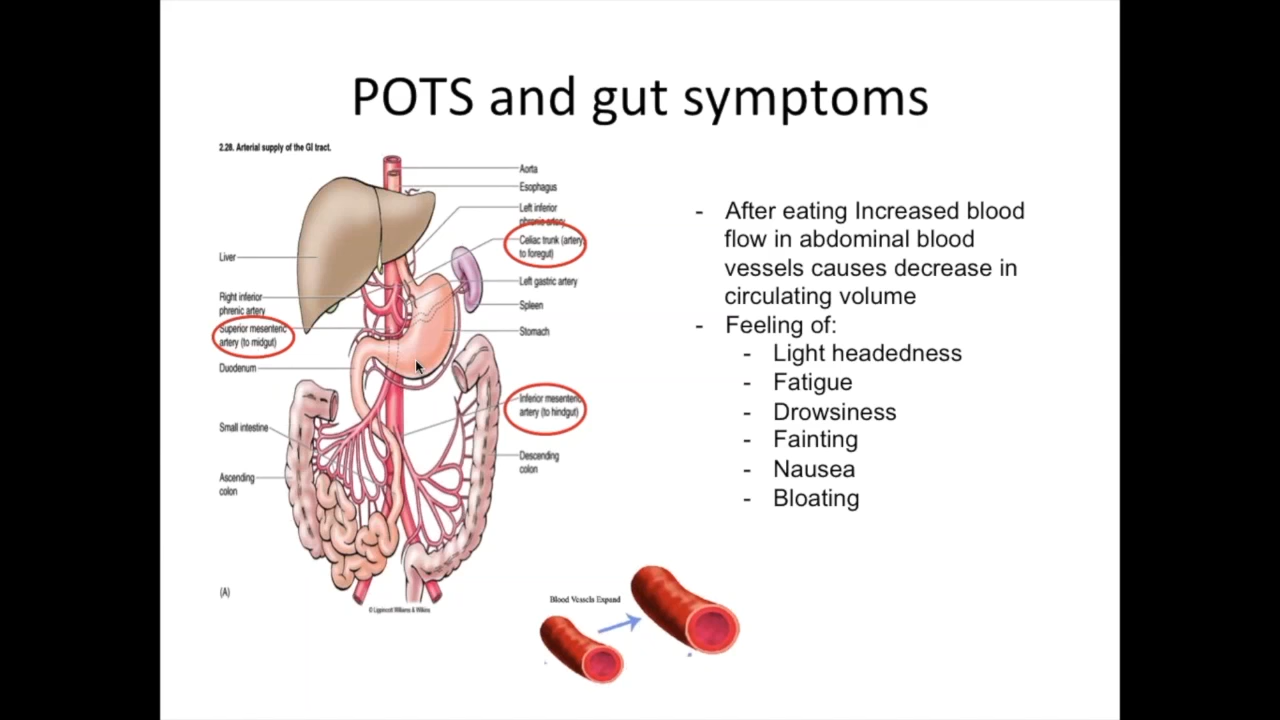 POTS and gut symptoms
2.28. Arterial supply of the GI tract.
Aorta
Esophagus
Left inferior
phrenic artery
Celiac trunk (artery
to foregut)
Left gastric artery
Spleen
Stomach
Inferior mesenteric
artery (to hindgut)
Descending
colon
Liver
Right inferior
phrenic artery
Superior mesenteric
artery (to midgut)
Duodenum
Small intestine
Ascending
colon
(A)
© Lippincott Williams & Wilkins
- After eating Increased blood
flow in abdominal blood
vessels causes decrease in
circulating volume
- Feeling of:
- Light headedness
- Fatigue
- Drowsiness
- Fainting
- Nausea
- Bloating
Blood Vessels Expand